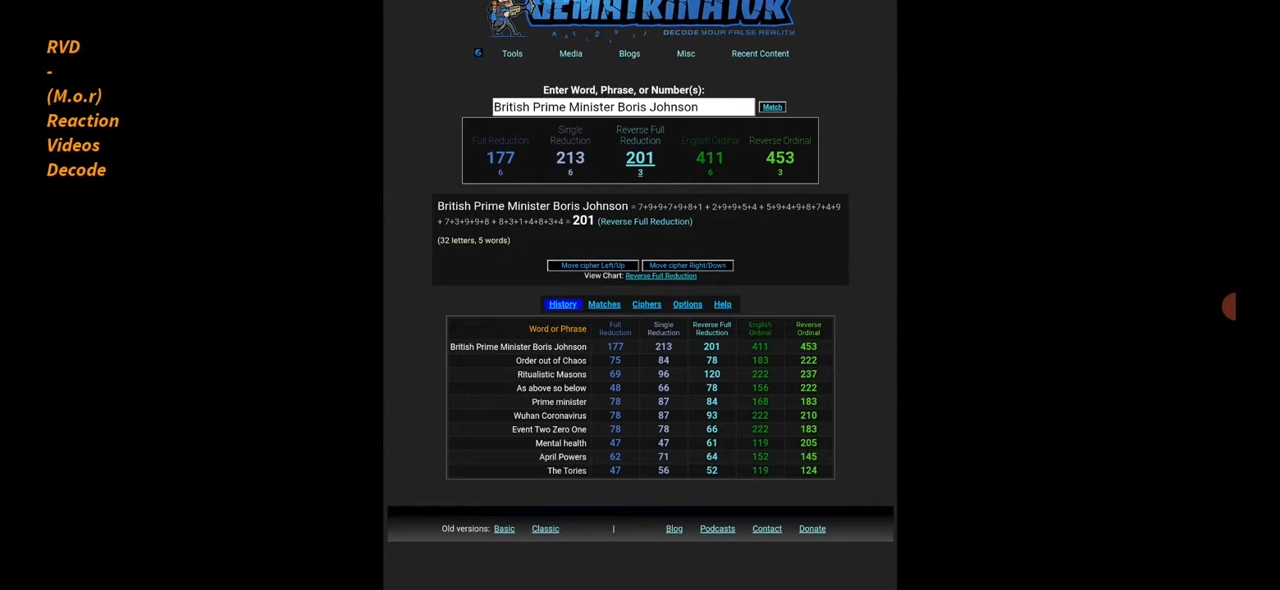 RVD
-
(M.o.r)
Reaction
Videos
Decode
GEMATRINATOR
DECODE YOUR FALSE REALITY
G Tools Media Blogs Misc Recent Content
Enter Word, Phrase, or Number(s):
British Prime Minister Boris Johnson Match
Full Reduction Single Reduction Reverse Full Reduction English Ordinal Reverse Ordinal
177 213 201 411 453
6 6 3 6 3
British Prime Minister Boris Johnson = 7+9+9+7+9+8+1 + 2+9+9+5+4 + 5+9+4+9+8+7+4+9
+ 7+3+9+9+8 + 8+3+1+4+8+3+4 = 201 (Reverse Full Reduction)
(32 letters, 5 words)
Move cipher Left/Up Move cipher Right/Down
View Chart: Reverse Full Reduction
History Matches Ciphers Options Help
Word or Phrase Full Reduction Single Reduction Reverse Full Reduction English Ordinal Reverse Ordinal
British Prime Minister Boris Johnson 177 213 201 411 453
Order out of Chaos 75 84 78 183 222
Ritualistic Masons 69 96 120 222 237
As above so below 48 66 78 156 222
Prime minister 78 87 84 168 183
Wuhan Coronavirus 78 87 93 222 210
Event Two Zero One 78 78 66 222 183
Mental health 47 47 61 119 205
April Powers 62 71 64 152 145
The Tories 47 56 52 119 124
Old versions: Basic Classic | Blog Podcasts Contact Donate